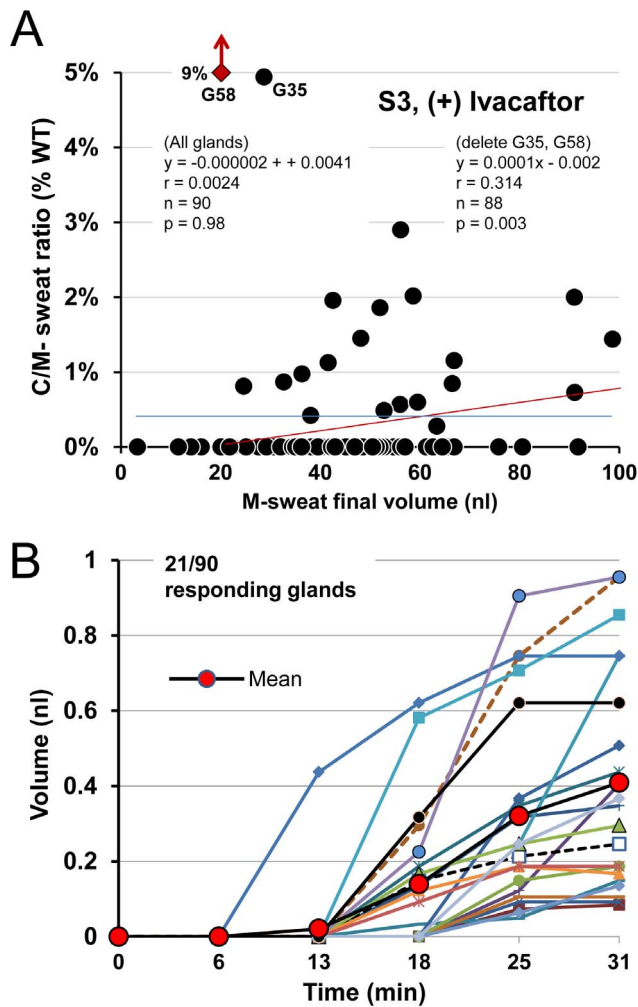 A
9%
G58
G35
S3, (+) Ivacaftor
(All glands)
y = -0.000002 + + 0.0041
r = 0.0024
n = 90
p = 0.98
(delete G35, G58)
y = 0.0001x - 0.002
r = 0.314
n = 88
p = 0.003
5%
4%
3%
2%
1%
0%
C/M- sweat ratio (% WT)
0
20
40
60
80
100
M-sweat final volume (nl)
B
21/90
responding glands
Mean
1
0.8
0.6
0.4
0.2
0
Volume (nl)
0
6
13
18
25
31
Time (min)